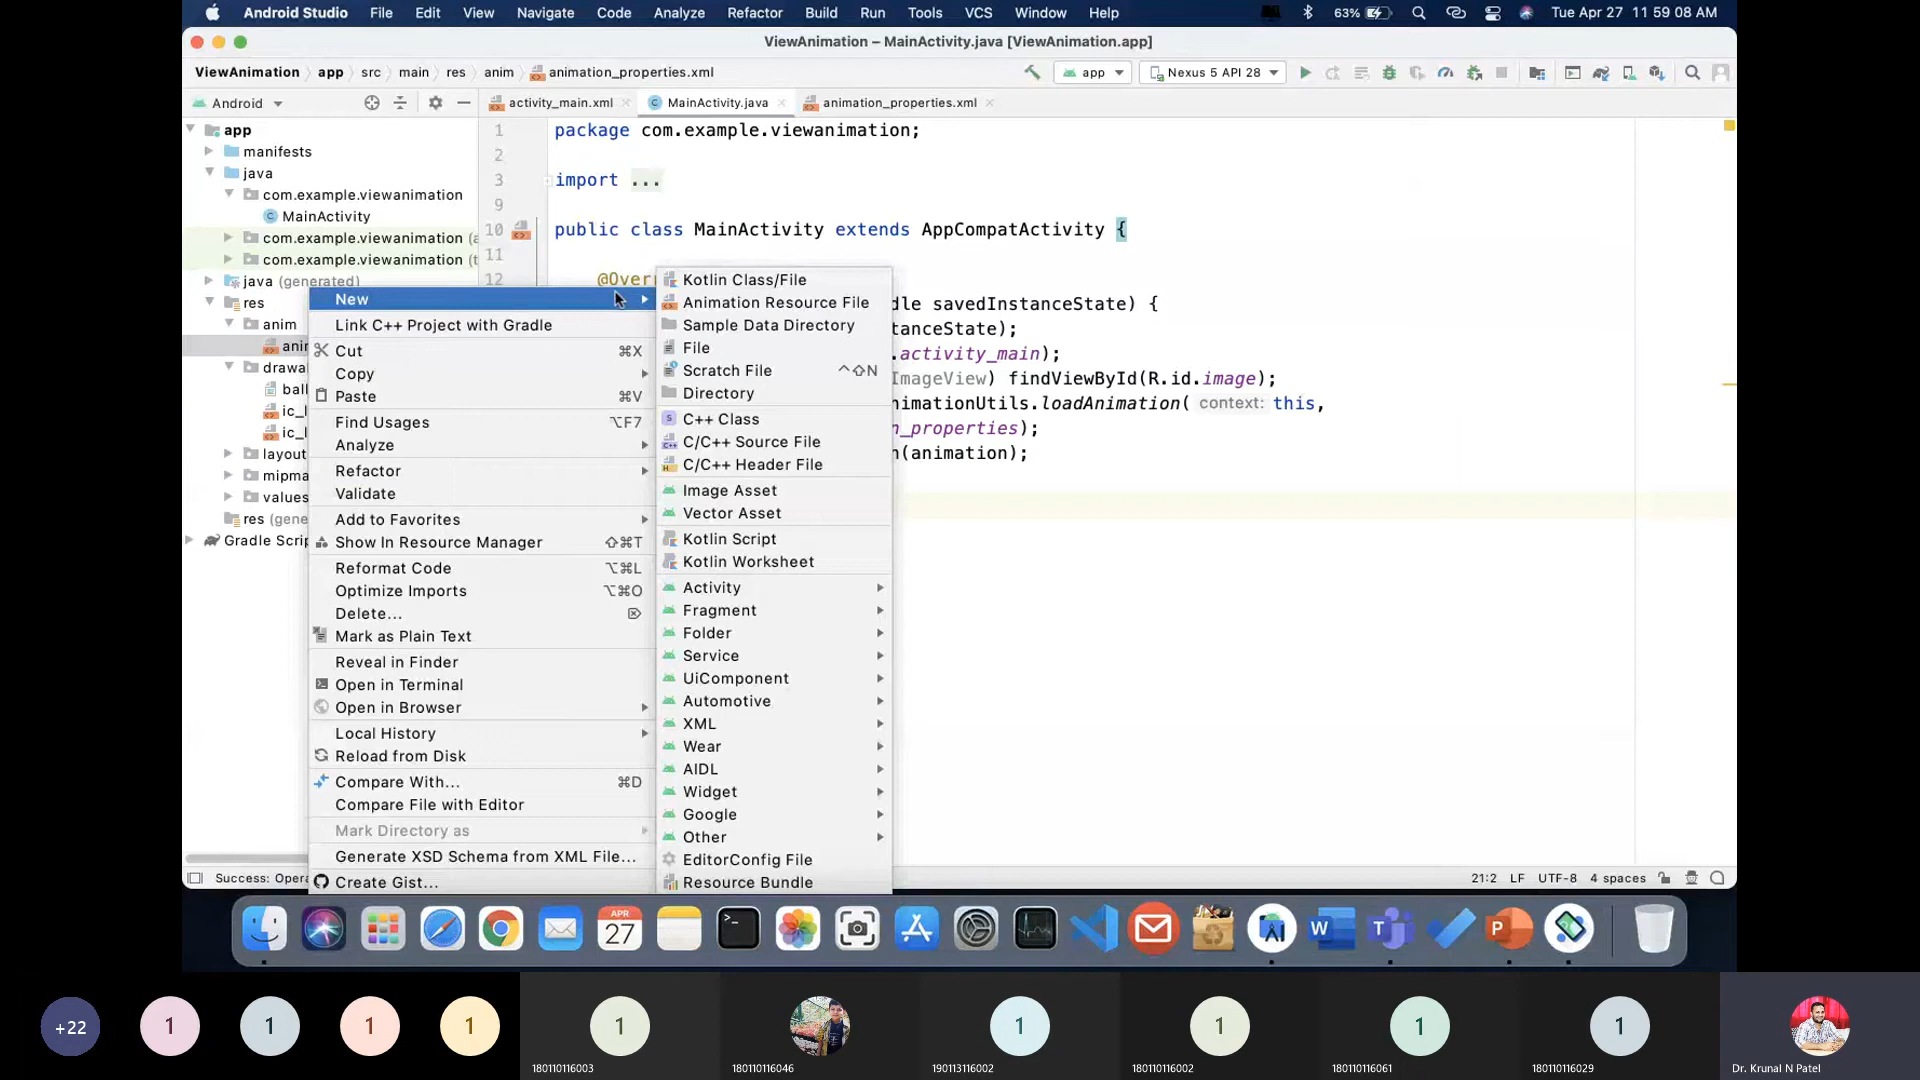 Android Studio File Edit View Navigate Code Analyze Refactor Build Run Tools VCS Window Help 63% Tue Apr 27 11 59 08 AM
ViewAnimation – MainActivity.java [ViewAnimation.app]
ViewAnimation app src main res anim animation_properties.xml app Nexus 5 API 28
Android activity_main.xml MainActivity.java animation_properties.xml
app
manifests
java
com.example.viewanimation
MainActivity
com.example.viewanimation (
com.example.viewanimation (t
java (generated)
res
anim
ani
drawa
ball
ic_l
ic_l
layout
mipma
values
res (gene
Gradle Scrip
1 package com.example.viewanimation;
2
3 import ...
9
10 public class MainActivity extends AppCompatActivity {
11
12 @Over
dle savedInstanceState) {
tanceState);
.activity_main);
ImageView) findViewById(R.id.image);
nimationUtils.loadAnimation( context: this,
n_properties);
n(animation);
New
Link C++ Project with Gradle
Cut ⌘X
Copy
Paste ⌘V
Find Usages ⌥F7
Analyze
Refactor
Validate
Add to Favorites
Show In Resource Manager ⇧⌘T
Reformat Code ⌥⌘L
Optimize Imports ⌥⌘O
Delete... ⌦
Mark as Plain Text
Reveal in Finder
Open in Terminal
Open in Browser
Local History
Reload from Disk
Compare With... ⌘D
Compare File with Editor
Mark Directory as
Generate XSD Schema from XML File...
Create Gist...
Kotlin Class/File
Animation Resource File
Sample Data Directory
File
Scratch File ^⇧N
Directory
C++ Class
C/C++ Source File
C/C++ Header File
Image Asset
Vector Asset
Kotlin Script
Kotlin Worksheet
Activity
Fragment
Folder
Service
UiComponent
Automotive
XML
Wear
AIDL
Widget
Google
Other
EditorConfig File
Resource Bundle
Success: Opera 21:2 LF UTF-8 4 spaces
APR
27
W
P
+22 1 1 1 1 1 1 1 1 1
180110116003 180110116046 190113116002 180110116002 180110116061 180110116029 Dr. Krunal N Patel